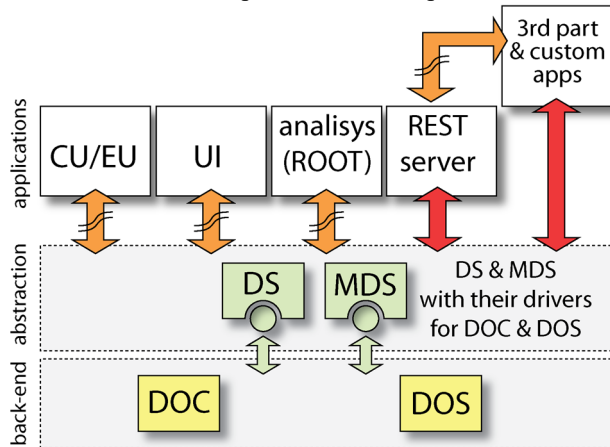 3rd part
& custom
apps
applications
CU/EU
UI
analisys
(ROOT)
REST
server
abstraction
DS
MDS
DS & MDS
with their drivers
for DOC & DOS
back-end
DOC
DOS